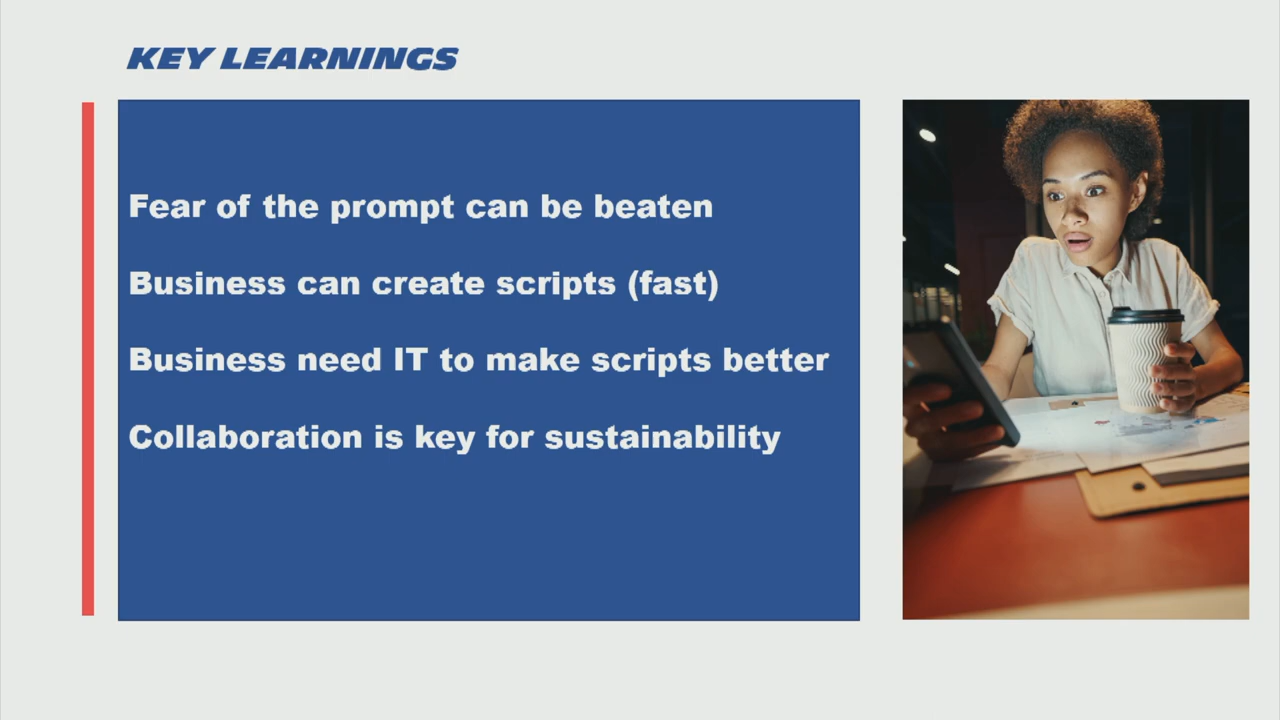 KEY LEARNINGS
Fear of the prompt can be beaten
Business can create scripts (fast)
Business need IT to make scripts better
Collaboration is key for sustainability